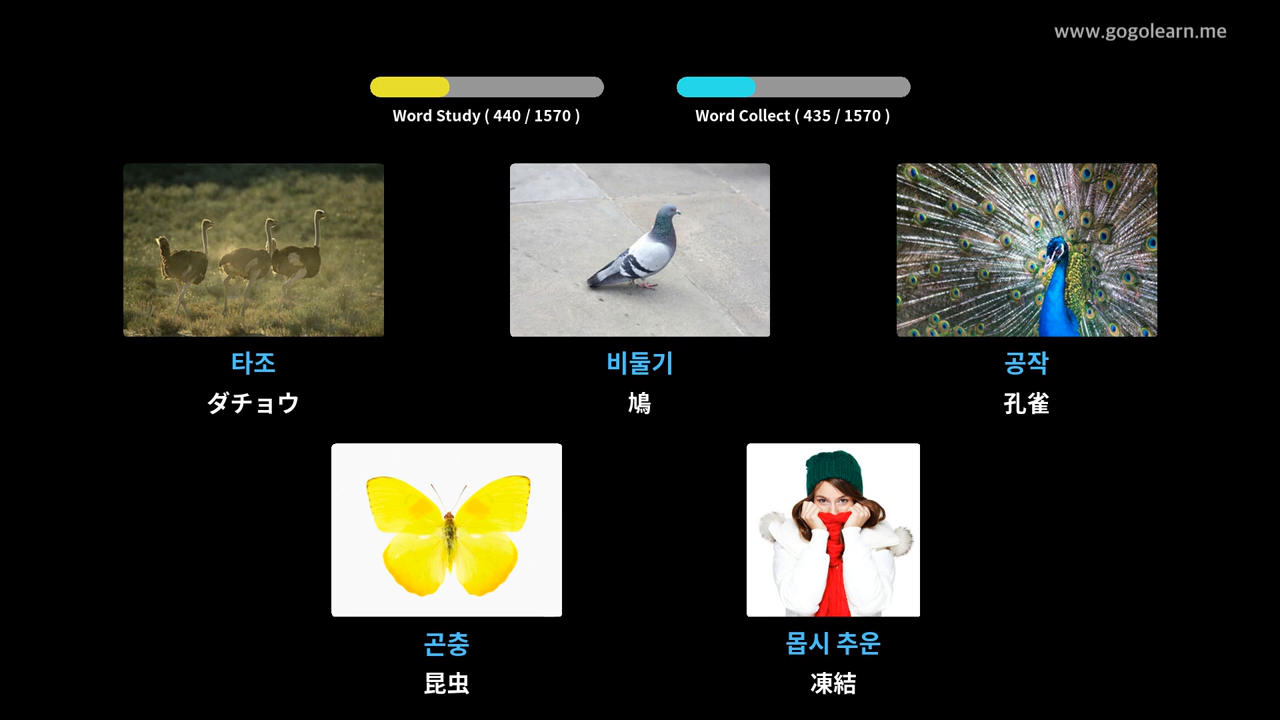 www.gogolearn.me
Word Study ( 440 / 1570 )
Word Collect ( 435 / 1570 )
타조
비둘기
공작
ダチョウ
鳩
孔雀
곤충
몹시 추운
昆虫
凍結